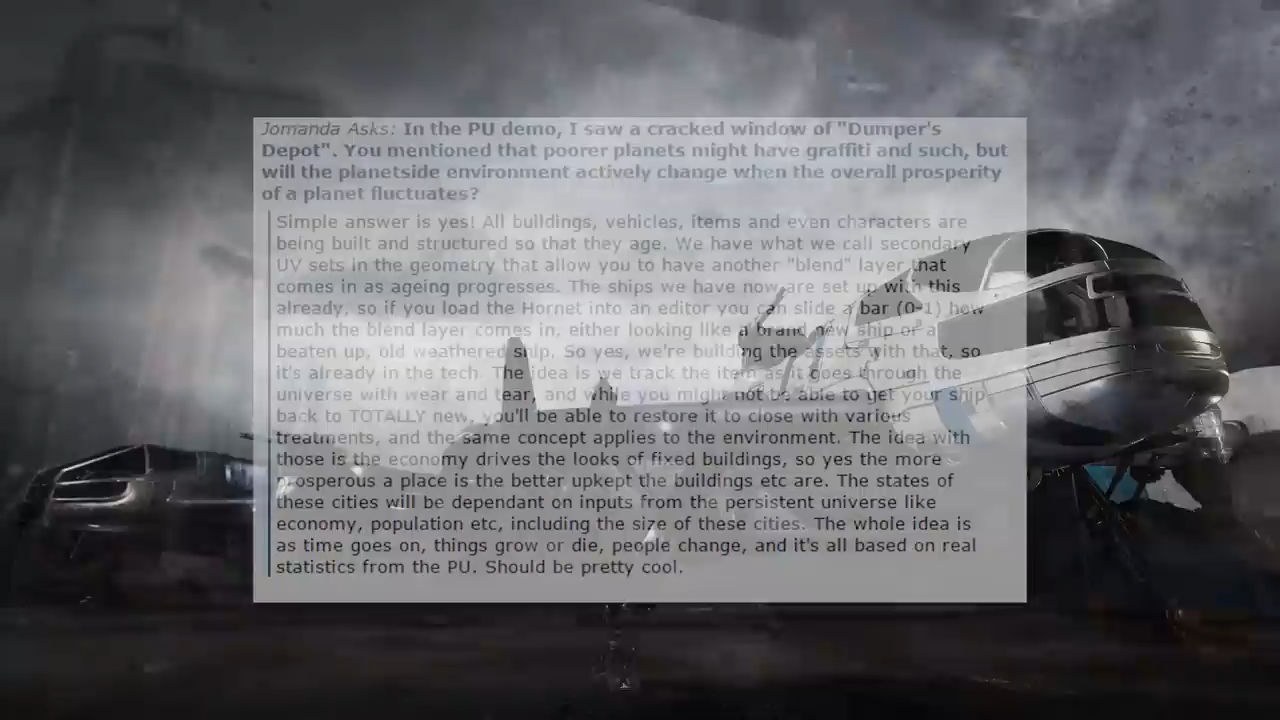 Jomanda Asks: In the PU demo, I saw a cracked window of "Dumper's
Depot". You mentioned that poorer planets might have graffiti and such, but
will the planetside environment actively change when the overall prosperity
of a planet fluctuates?
Simple answer is yes! All buildings, vehicles, items and even characters are
being built and structured so that they age. We have what we call secondary
UV sets in the geometry that allow you to have another "blend" layer that
comes in as ageing progresses. The ships we have now are set up with this
already, so if you load the Hornet into an editor you can slide a bar (0-1) how
much the blend layer comes in, either looking like a brand new ship or a
beaten up, old weathered ship. So yes, we're building the assets with that, so
it's already in the tech. The idea is we track the item as it goes through the
universe with wear and tear, and while you might not be able to get your ship
back to TOTALLY new, you'll be able to restore it to close with various
treatments, and the same concept applies to the environment. The idea with
those is the economy drives the looks of fixed buildings, so yes the more
prosperous a place is the better upkept the buildings etc are. The states of
these cities will be dependant on inputs from the persistent universe like
economy, population etc, including the size of these cities. The whole idea is
as time goes on, things grow or die, people change, and it's all based on real
statistics from the PU. Should be pretty cool.